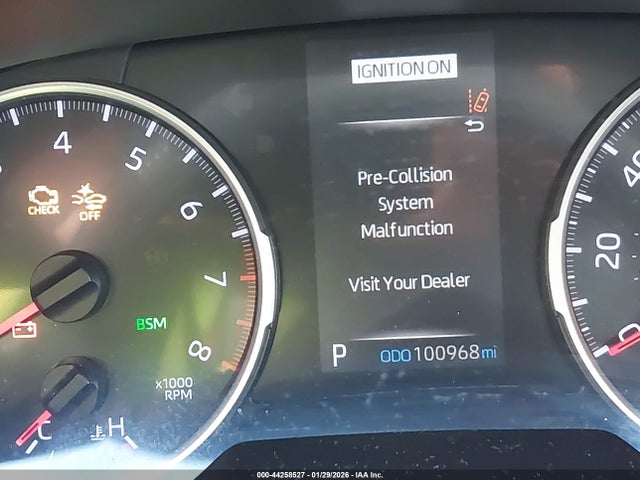 IGNITION ON
Pre-Collision
System
Malfunction
Visit Your Dealer
P ODO 100968 mi
4
5
6
7
8
CHECK
OFF
BSM
x1000
RPM
C H
40
20
0
000-44258527 - 01/29/2026 - IAA Inc.